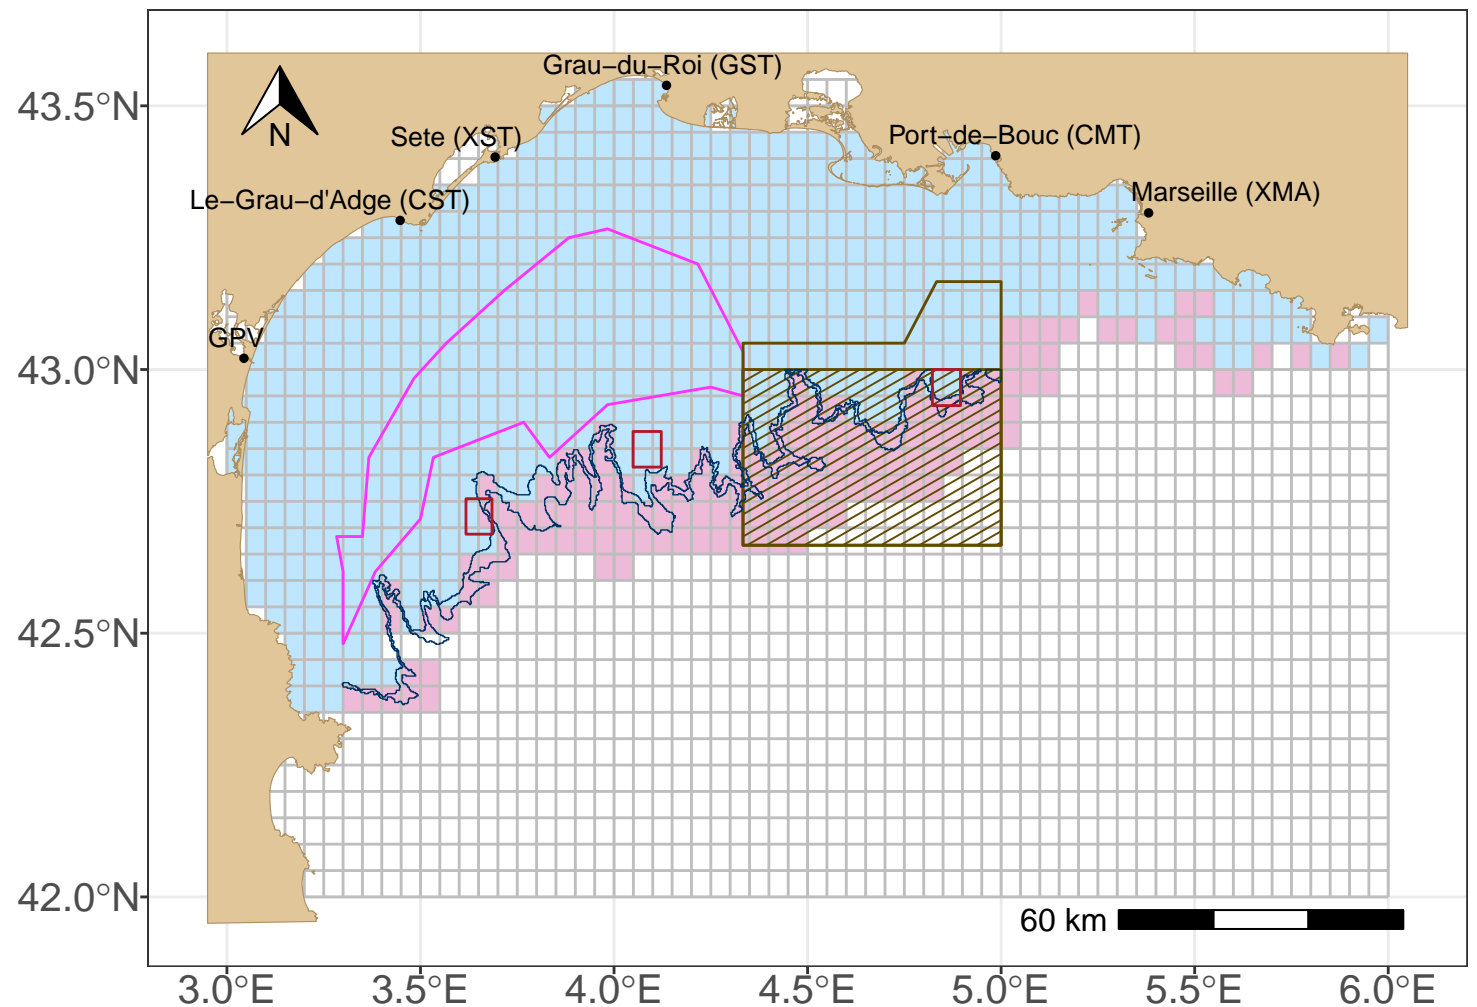 Grau−du−Roi (GST)
43.5°N
N
Sete (XST)
Port−de−Bouc (CMT)
Le−Grau−d'Adge (CST)
Marseille (XMA)
GPV
43.0°N
42.5°N
42.0°N
60 km
3.0°E 3.5°E 4.0°E 4.5°E 5.0°E 5.5°E 6.0°E